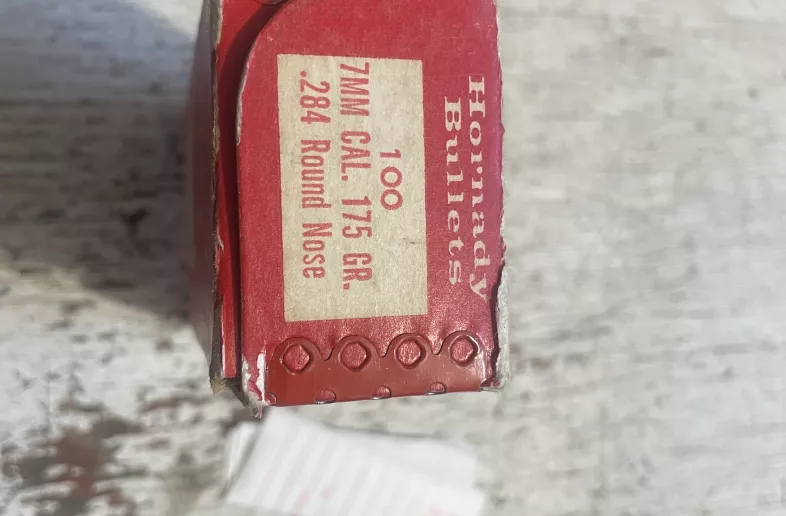 Hornady
Bullets
100
7MM CAL. 175 GR.
.284 Round Nose